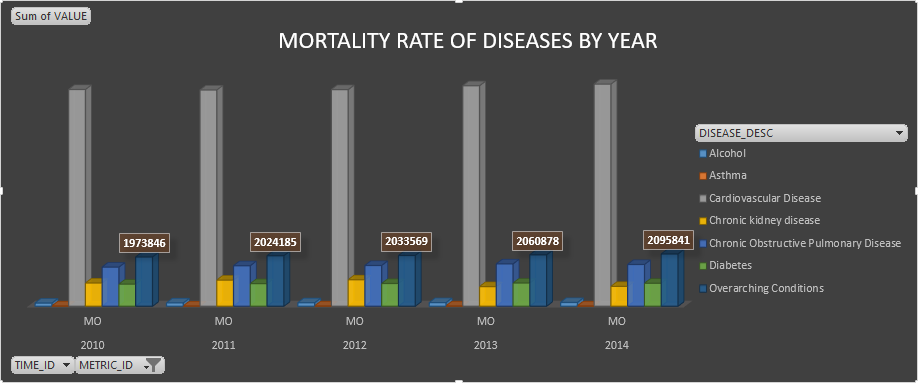 Sum of VALUE
MORTALITY RATE OF DISEASES BY YEAR
1973846
2024185
2033569
2060878
2095841
DISEASE_DESC
Alcohol
Asthma
Cardiovascular Disease
Chronic kidney disease
Chronic Obstructive Pulmonary Disease
Diabetes
Overarching Conditions
MO MO MO MO MO
2010 2011 2012 2013 2014
TIME_ID METRIC_ID